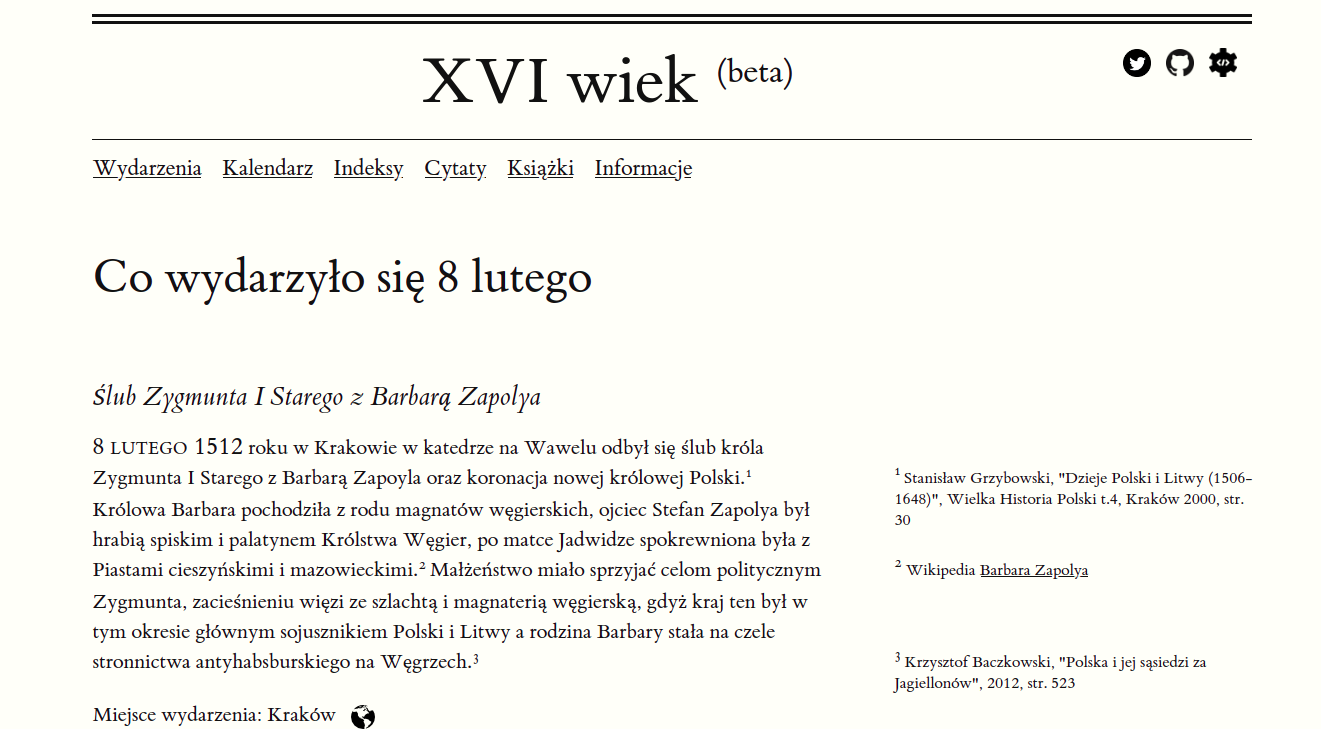 XVI wiek (beta)
Wydarzenia Kalendarz Indeksy Cytaty Książki Informacje
Co wydarzyło się 8 lutego
Ślub Zygmunta I Starego z Barbarą Zapolya
8 LUTEGO 1512 roku w Krakowie w katedrze na Wawelu odbył się ślub króla
Zygmunta I Starego z Barbarą Zapoyla oraz koronacja nowej królowej Polski.¹
Królowa Barbara pochodziła z rodu magnatów węgierskich, ojciec Stefan Zapolya był
hrabią spiskim i palatynem Królstwa Węgier, po matce Jadwidze spokrewniona była z
Piastami cieszyńskimi i mazowieckimi.² Małżeństwo miało sprzyjać celom politycznym
Zygmunta, zacieśnieniu więzi ze szlachtą i magnaterią węgierską, gdyż kraj ten był w
tym okresie głównym sojusznikiem Polski i Litwy a rodzina Barbary stała na czele
stronnictwa antyhabsburskiego na Węgrzech.³
Miejsce wydarzenia: Kraków
¹ Stanisław Grzybowski, "Dzieje Polski i Litwy (1506-
1648)", Wielka Historia Polski t.4, Kraków 2000, str.
30
² Wikipedia Barbara Zapolya
³ Krzysztof Baczkowski, "Polska i jej sąsiedzi za
Jagiellonów", 2012, str. 523